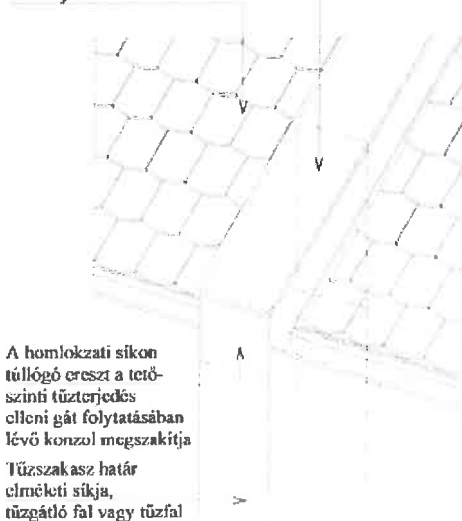 A homlokzati síkon
túllógó ereszt a tető-
szinti tűzterjedés
elleni gát folytatásában
lévő konzol megszakítja
Tűzszakasz határ
elméleti síkja,
tűzgátló fal vagy tűzfal